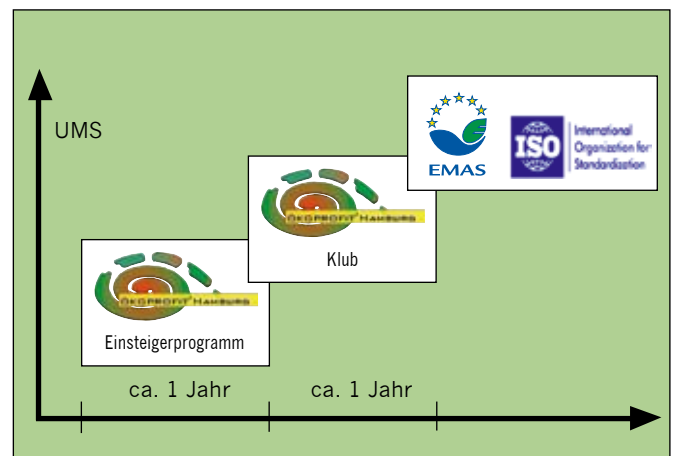 UMS
EMAS
ISO
International
Organization for
Standardization
ÖKOPROFIT HAMBURG
Klub
ÖKOPROFIT HAMBURG
Einsteigerprogramm
ca. 1 Jahr
ca. 1 Jahr